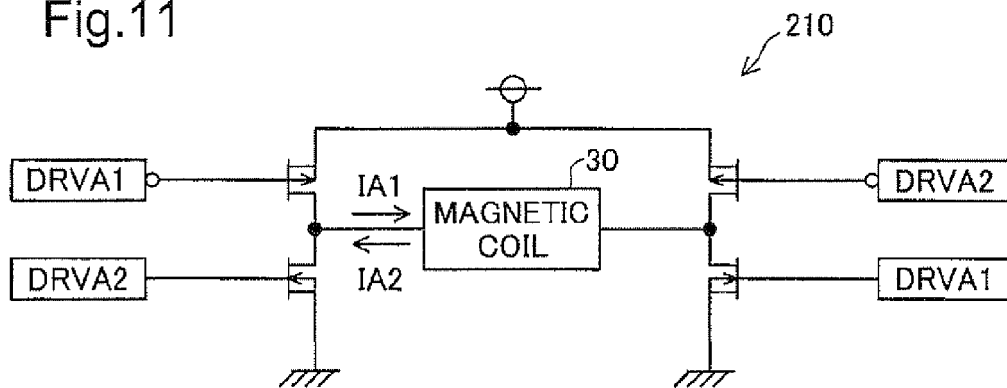 Fig.11
210
DRVA1
IA1
30
MAGNETIC
COIL
DRVA2
DRVA2
IA2
DRVA1